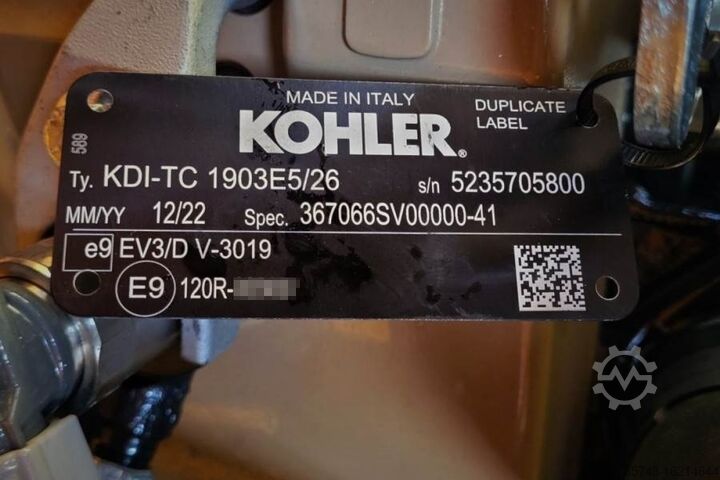 MADE IN ITALY
DUPLICATE
LABEL
KOHLER®
589
Ty. KDI-TC 1903E5/26 s/n 5235705800
MM/YY 12/22 Spec. 367066SV00000-41
e9 EV3/D V-3019
E9 120R-